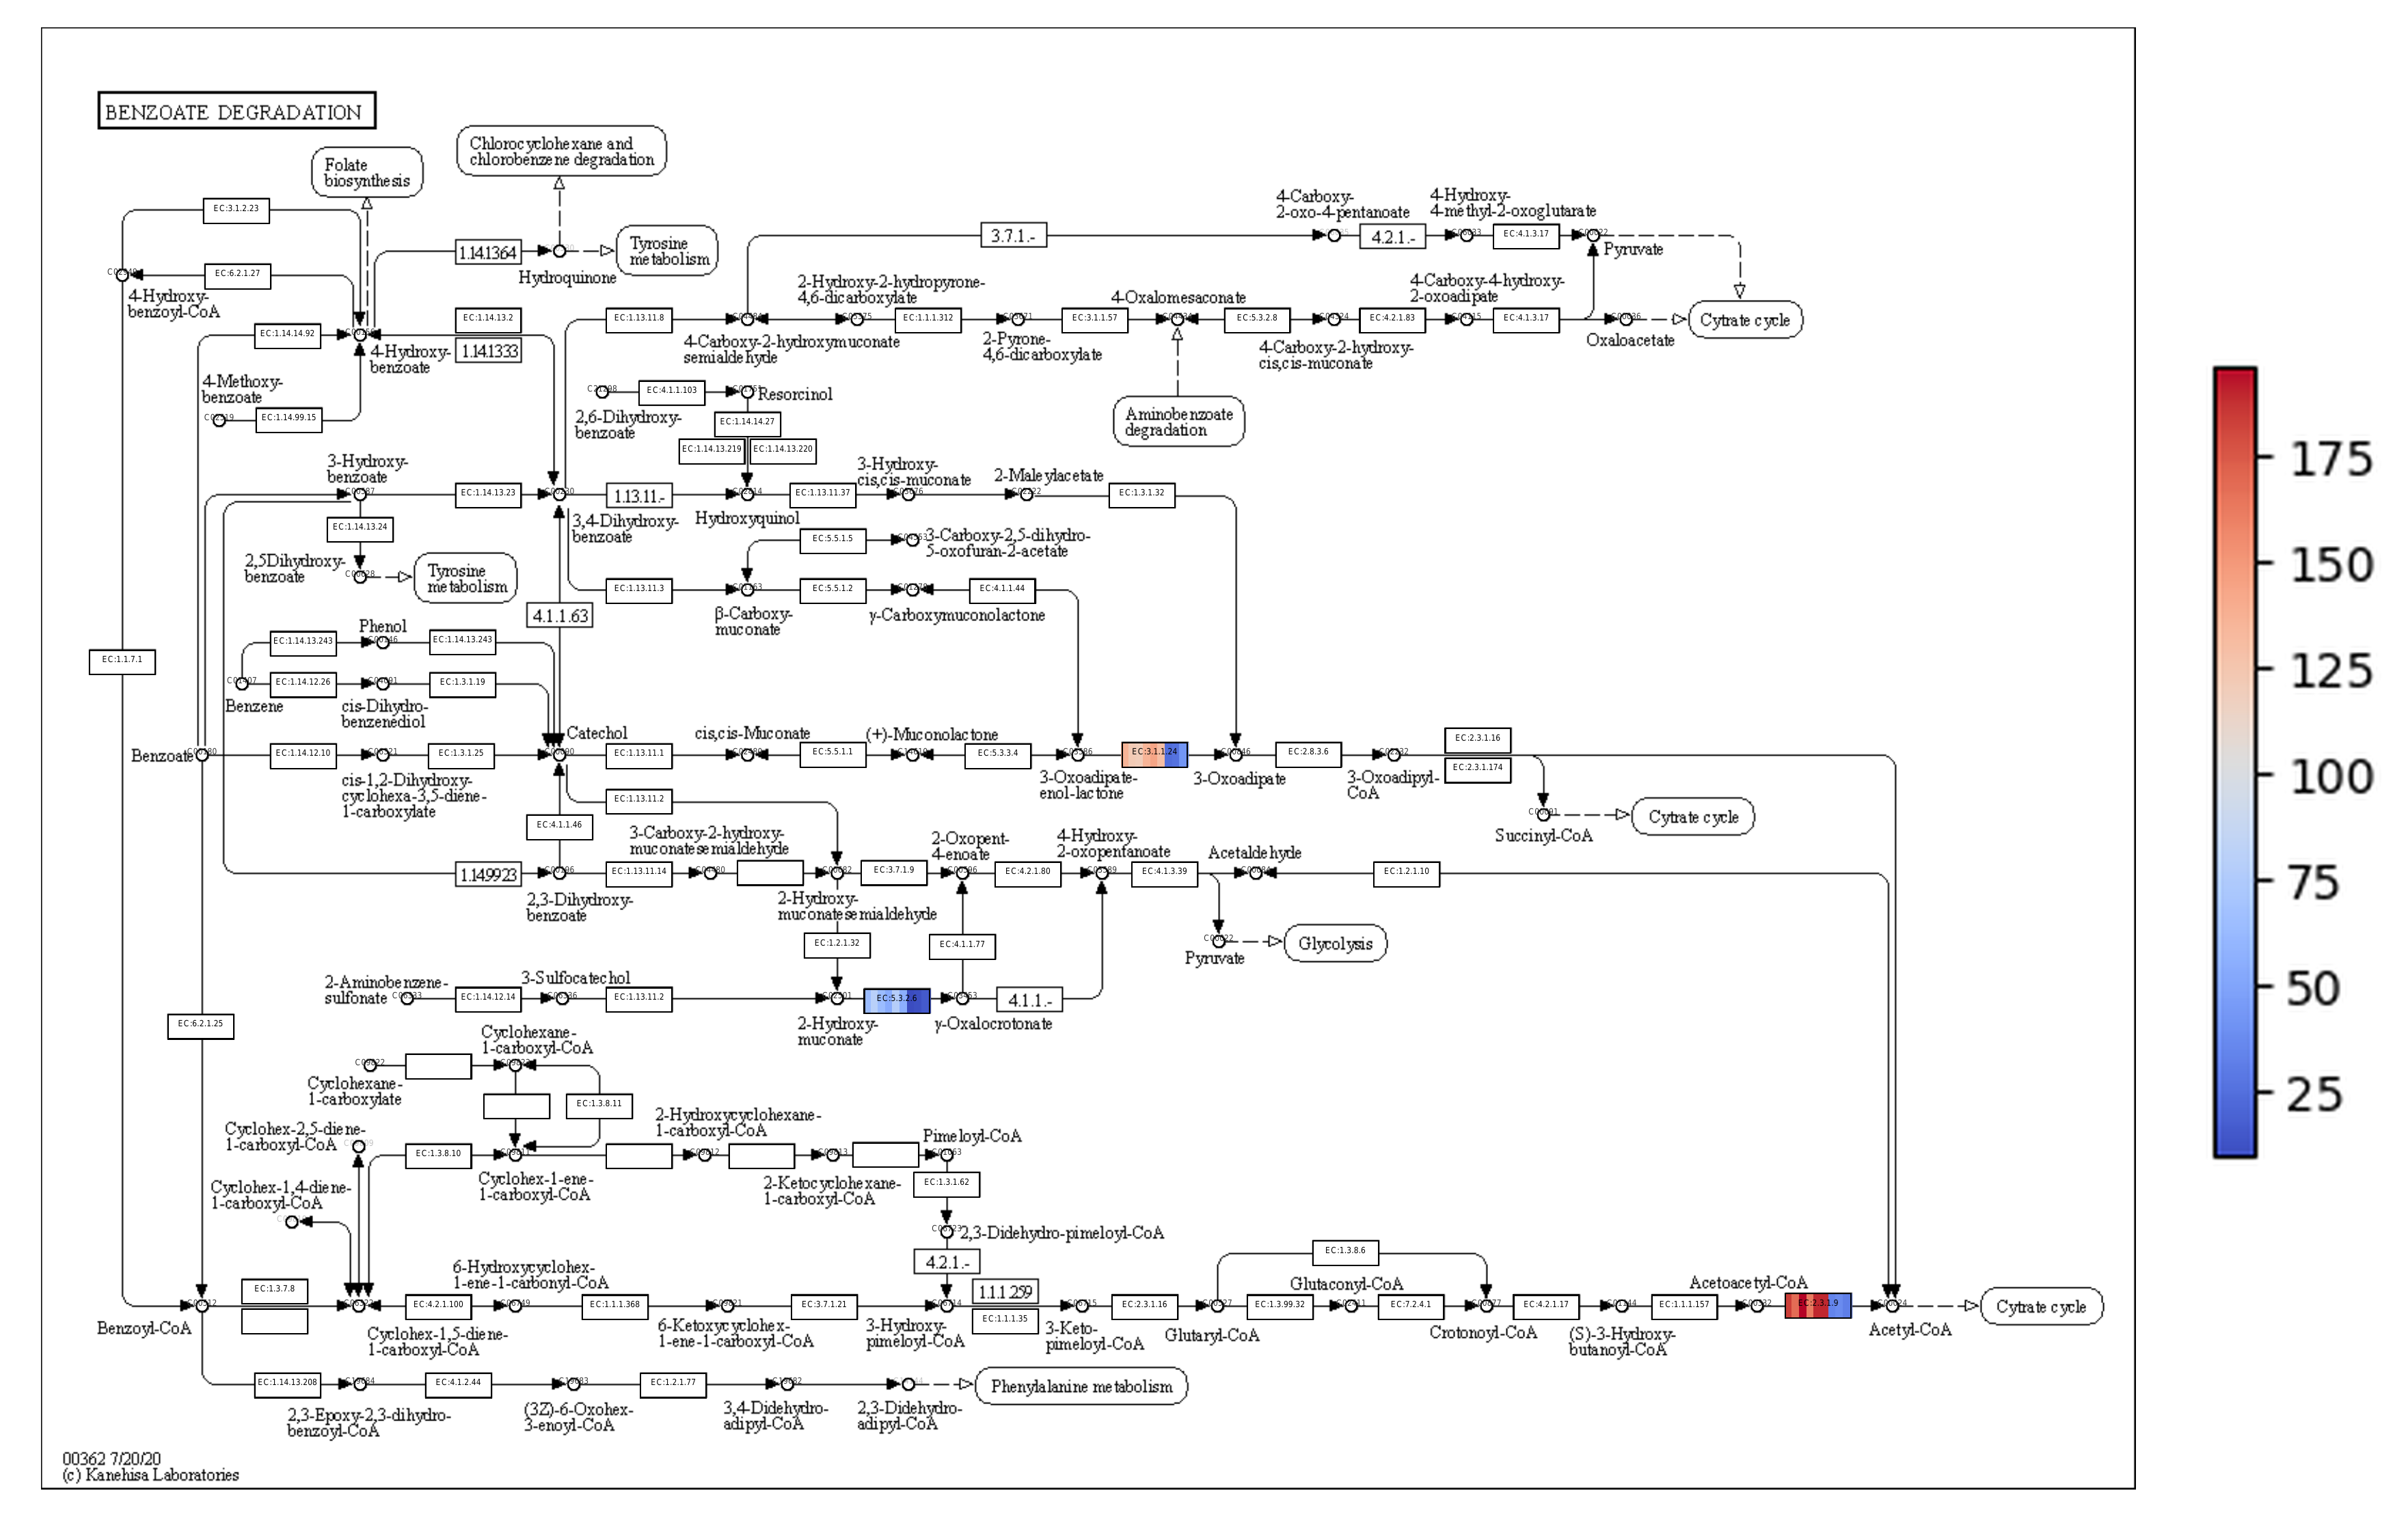 BENZOATE DEGRADATION
Chlorocyclohexane and
chlorobenzene degradation
Folate
biosynthesis
EC:3.1.2.23
4-Carboxy-
2-oxo-4-pentanoate
4-Hydroxy-
4-methyl-2-oxoglutarate
1.14.1364
Hydroquinone
Tyrosine
metabolism
3.7.1.-
4.2.1.-
EC:4.1.3.17
Pyruvate
EC:6.2.1.27
4-Hydroxy-
benzoyl-CoA
2-Hydroxy-2-hydropyrone-
4,6-dicarboxylate
4-Oxalomesaconate
4-Carboxy-4-hydroxy-
2-oxoadipate
EC:1.14.14.92
EC:1.14.13.2
1.14.1333
4-Hydroxy-
benzoate
EC:1.13.11.8
4-Carboxy-2-hydroxymuconate
semialdehyde
EC:1.1.1.312
2-Pyrone-
4,6-dicarboxylate
EC:3.1.1.57
EC:5.3.2.8
4-Carboxy-2-hydroxy-
cis,cis-muconate
EC:4.2.1.83
EC:4.1.3.17
Oxaloacetate
Cytrate cycle
4-Methoxy-
benzoate
EC:1.14.99.15
2,6-Dihydroxy-
benzoate
EC:4.1.1.103
Resorcinol
EC:1.14.14.27
EC:1.14.13.219
EC:1.14.13.220
Aminobenzoate
degradation
3-Hydroxy-
benzoate
EC:1.14.13.23
3,4-Dihydroxy-
benzoate
1.13.11.-
Hydroxyquinol
EC:1.13.11.37
3-Hydroxy-
cis,cis-muconate
2-Maleylacetate
EC:1.3.1.32
EC:1.14.13.24
2,5Dihydroxy-
benzoate
Tyrosine
metabolism
EC:5.5.1.5
3-Carboxy-2,5-dihydro-
5-oxofuran-2-acetate
EC:1.13.11.3
β-Carboxy-
muconate
EC:5.5.1.2
γ-Carboxymuconolactone
EC:4.1.1.44
4.1.1.63
EC:1.14.13.243
Phenol
EC:1.14.13.243
EC:1.1.7.1
Benzene
EC:1.14.12.26
cis-Dihydro-
benzenediol
EC:1.3.1.19
Benzoate
EC:1.14.12.10
cis-1,2-Dihydroxy-
cyclohexa-3,5-diene-
1-carboxylate
EC:1.3.1.25
Catechol
EC:1.13.11.1
cis,cis-Muconate
EC:5.5.1.1
(+)-Muconolactone
EC:5.3.3.4
3-Oxoadipate-
enol-lactone
EC:3.1.1.24
3-Oxoadipate
EC:2.8.3.6
3-Oxoadipyl-
CoA
EC:2.3.1.16
EC:2.3.1.174
Succinyl-CoA
Cytrate cycle
EC:1.13.11.2
EC:4.1.1.46
1.14.9923
2,3-Dihydroxy-
benzoate
EC:1.13.11.14
3-Carboxy-2-hydroxy-
muconatesemialdehyde
2-Hydroxy-
muconatesemialdehyde
EC:3.7.1.9
2-Oxopent-
4-enoate
EC:4.2.1.80
4-Hydroxy-
2-oxopentanoate
EC:4.1.3.39
Acetaldehyde
EC:1.2.1.10
Pyruvate
Glycolysis
EC:1.2.1.32
EC:4.1.1.77
2-Aminobenzene-
sulfonate
EC:1.14.12.14
3-Sulfocatechol
EC:1.13.11.2
2-Hydroxy-
muconate
EC:5.3.2.6
γ-Oxalocrotonate
4.1.1.-
EC:6.2.1.25
Cyclohexane-
1-carboxylate
Cyclohexane-
1-carboxyl-CoA
EC:1.3.8.11
Cyclohex-2,5-diene-
1-carboxyl-CoA
EC:1.3.8.10
Cyclohex-1-ene-
1-carboxyl-CoA
2-Hydroxycyclohexane-
1-carboxyl-CoA
2-Ketocyclohexane-
1-carboxyl-CoA
Pimeloyl-CoA
EC:1.3.1.62
Cyclohex-1,4-diene-
1-carboxyl-CoA
2,3-Didehydro-pimeloyl-CoA
4.2.1.-
Benzoyl-CoA
EC:1.3.7.8
Cyclohex-1,5-diene-
1-carboxyl-CoA
EC:4.2.1.100
6-Hydroxycyclohex-
1-ene-1-carbonyl-CoA
EC:1.1.1.368
6-Ketoxycyclohex-
1-ene-1-carboxyl-CoA
EC:3.7.1.21
3-Hydroxy-
pimeloyl-CoA
1.1.1.259
EC:1.1.1.35
3-Keto-
pimeloyl-CoA
EC:2.3.1.16
Glutaryl-CoA
EC:1.3.8.6
EC:1.3.99.32
Glutaconyl-CoA
EC:7.2.4.1
Crotonoyl-CoA
EC:4.2.1.17
(S)-3-Hydroxy-
butanoyl-CoA
EC:1.1.1.157
Acetoacetyl-CoA
EC:2.3.1.9
Acetyl-CoA
Cytrate cycle
EC:1.14.13.208
2,3-Epoxy-2,3-dihydro-
benzoyl-CoA
EC:4.1.2.44
(3Z)-6-Oxohex-
3-enoyl-CoA
EC:1.2.1.77
3,4-Didehydro-
adipyl-CoA
2,3-Didehydro-
adipyl-CoA
Phenylalanine metabolism
00362 7/20/20
(c) Kanehisa Laboratories
175
150
125
100
75
50
25